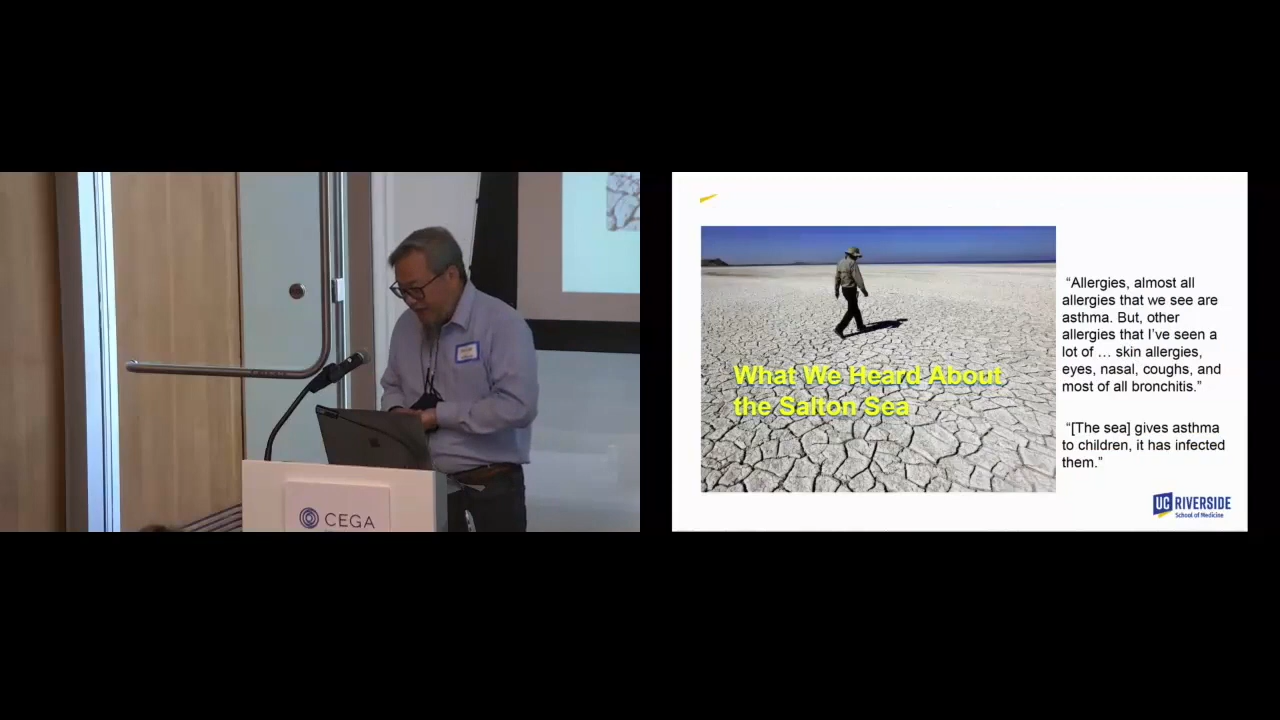 CEGA
What We Heard About
the Salton Sea
“Allergies, almost all
allergies that we see are
asthma. But, other
allergies that I’ve seen a
lot of … skin allergies,
eyes, nasal, coughs, and
most of all bronchitis.”
“[The sea] gives asthma
to children, it has infected
them.”
UC RIVERSIDE
School of Medicine